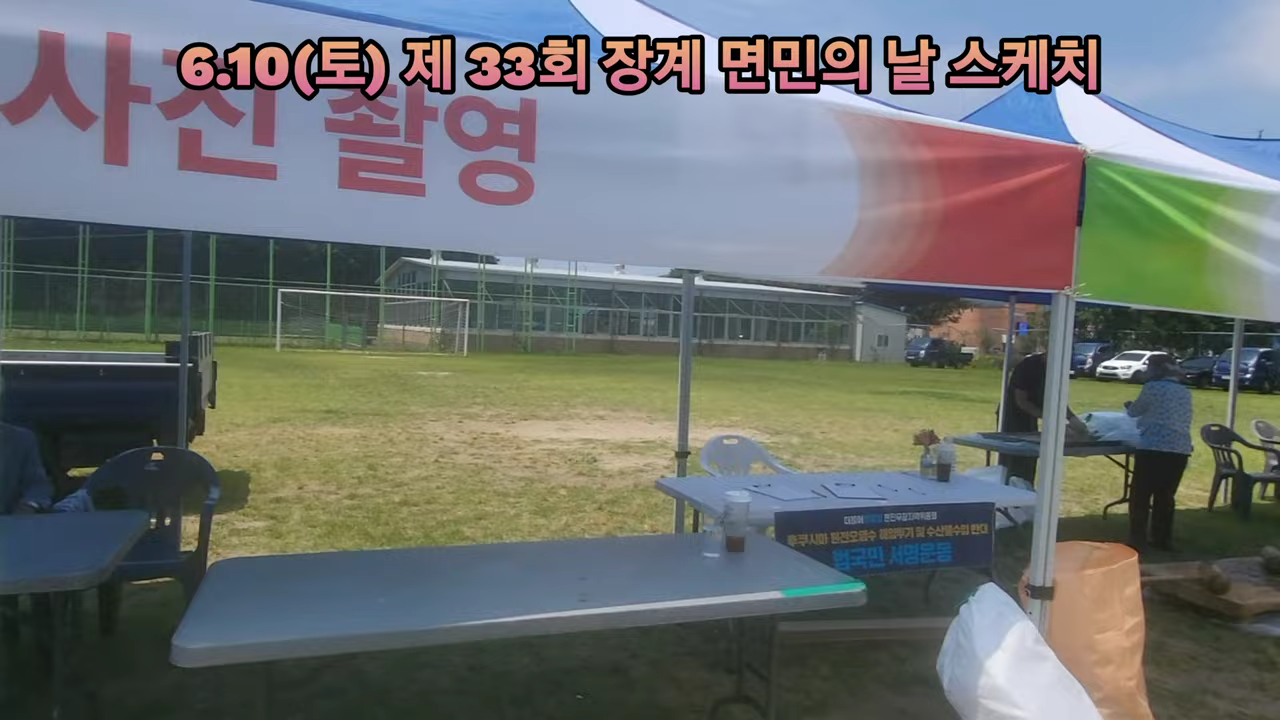 6.10(토) 제 33회 장계 면민의 날 스케치
사진 촬영
후쿠시마 원전오염수 해양투기 및 수산물수입 반대
범국민 서명운동